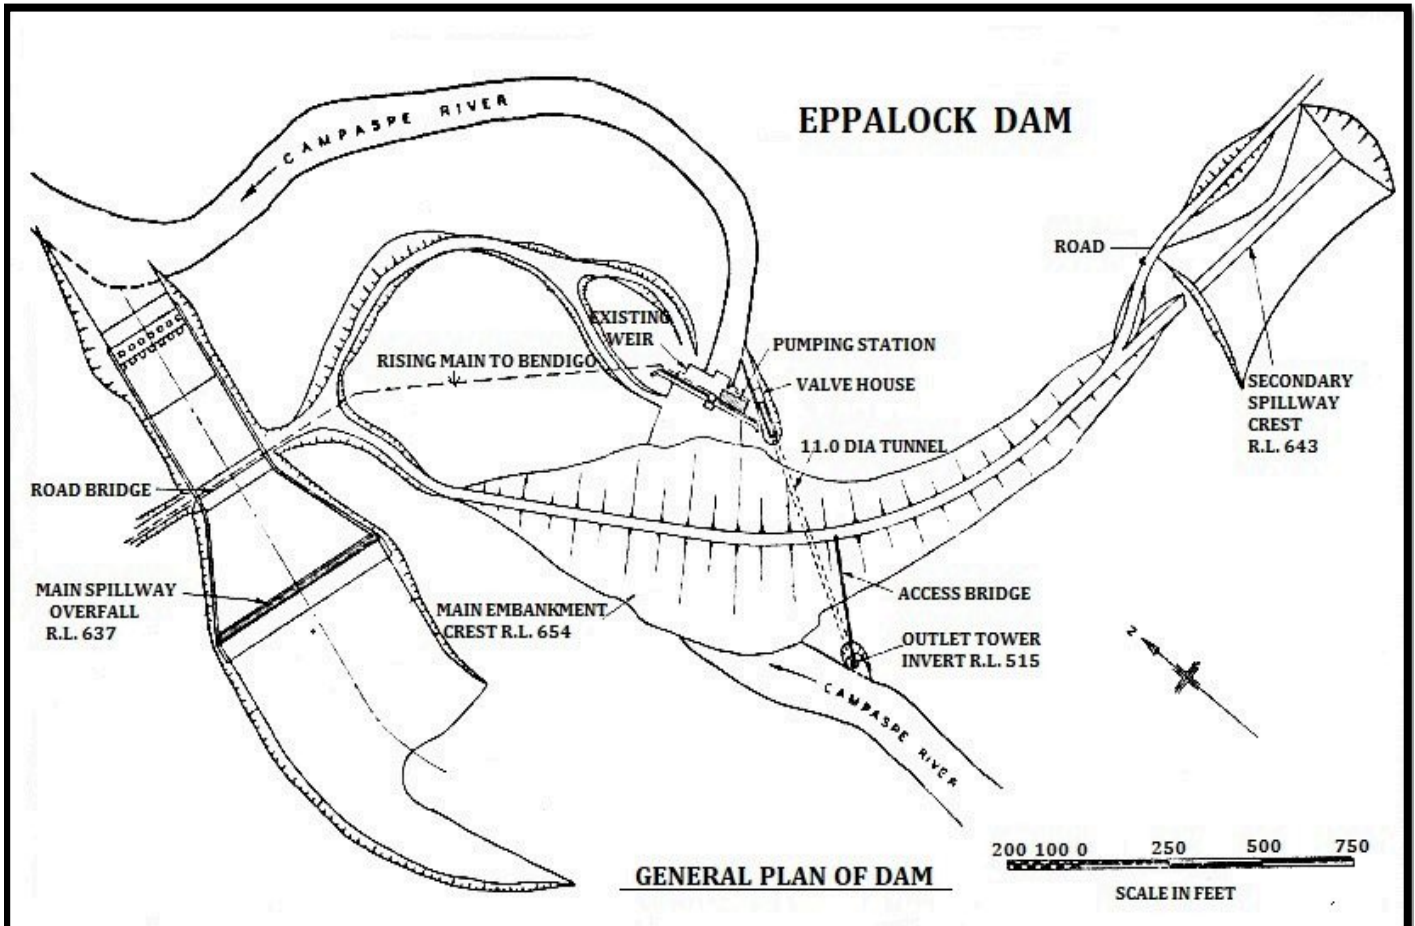 EPPALOCK DAM
CAMPASPE RIVER
ROAD
EXISTING
WEIR
PUMPING STATION
RISING MAIN TO BENDIGO
VALVE HOUSE
SECONDARY
SPILLWAY
CREST
R.L. 643
11.0 DIA TUNNEL
ROAD BRIDGE
MAIN SPILLWAY
OVERFALL
R.L. 637
MAIN EMBANKMENT
CREST R.L. 654
ACCESS BRIDGE
OUTLET TOWER
INVERT R.L. 515
N
CAMPASPE RIVER
200 100 0 250 500 750
SCALE IN FEET
GENERAL PLAN OF DAM